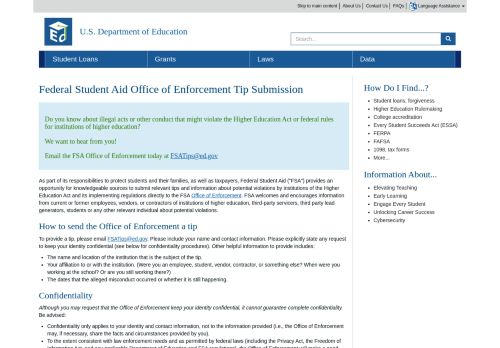 Skip to main content | About Us | Contact Us | FAQs | Language Assistance
U.S. Department of Education
Search...
Student Loans Grants Laws Data
Federal Student Aid Office of Enforcement Tip Submission
Do you know about illegal acts or other conduct that might violate the Higher Education Act or federal rules
for institutions of higher education?
We want to hear from you!
Email the FSA Office of Enforcement today at FSATips@ed.gov
As part of its responsibilities to protect students and their families, as well as taxpayers, Federal Student Aid ("FSA") provides an
opportunity for knowledgeable sources to submit relevant tips and information about potential violations by institutions of the Higher
Education Act and its implementing regulations directly to the FSA Office of Enforcement. FSA welcomes and encourages information
from current or former employees, vendors, or contractors of institutions of higher education, third-party servicers, third party lead
generators, students or any other relevant individual about potential violations.
How to send the Office of Enforcement a tip
To provide a tip, please email FSATips@ed.gov. Please include your name and contact information. Please explicitly state any request
to keep your identity confidential (see below for confidentiality procedures). Other helpful information to provide includes:
• The name and location of the institution that is the subject of the tip.
• Your affiliation to or with the institution. (Were you an employee, student, vendor, contractor, or something else? When were you
working at the school? Or are you still working there?)
• The dates that the alleged misconduct occurred or whether it is still happening.
Confidentiality
Although you may request that the Office of Enforcement keep your identity confidential, it cannot guarantee complete confidentiality.
Be advised:
• Confidentiality only applies to your identity and contact information, not to the information provided (i.e., the Office of Enforcement
may, if necessary, share the facts and circumstances provided by you).
• To the extent consistent with law enforcement needs and as permitted by federal laws (including the Privacy Act, the Freedom of
How Do I Find...?
• Student loans, forgiveness
• Higher Education Rulemaking
• College accreditation
• Every Student Succeeds Act (ESSA)
• FERPA
• FAFSA
• 1098, tax forms
• More...
Information About...
• Elevating Teaching
• Early Learning
• Engage Every Student
• Unlocking Career Success
• Cybersecurity